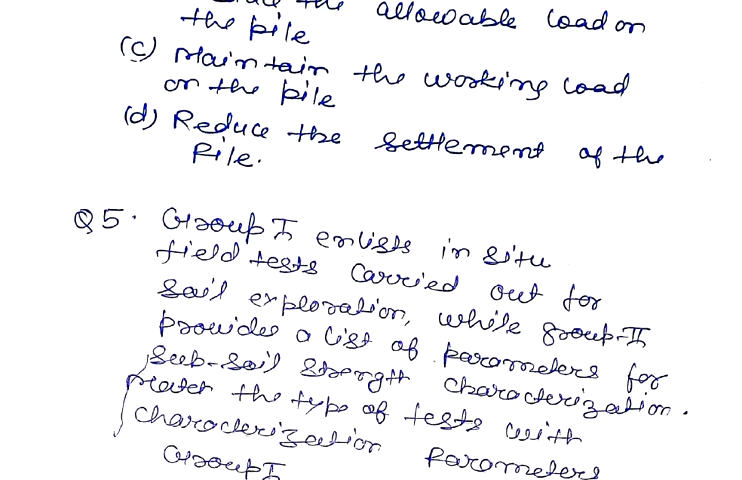 the allowable load on
the pile
(c) Maintain the working load
on the pile
(d) Reduce the settlement of the
Pile.
Q5. Group I enlists in situ
field tests carried out for
soil exploration, while group-II
provides a list of parameters for
sub-soil strength characterization.
Match the type of tests with
characterization parameters
Group I